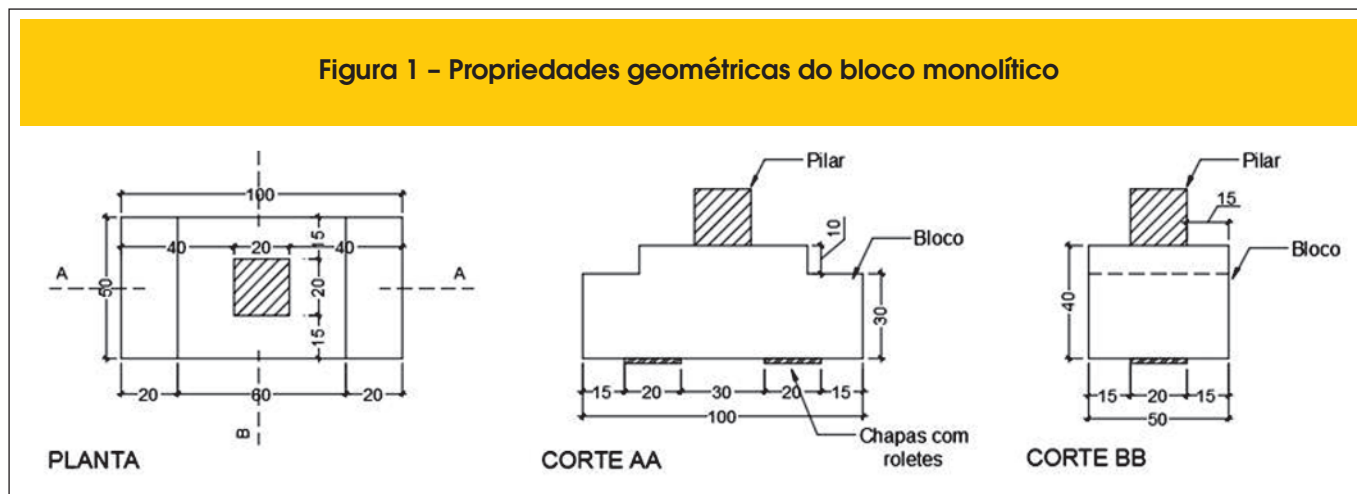 Figura 1 – Propriedades geométricas do bloco monolítico
100
40 20 40
15
A A
50
20
15
20 60 20
B
PLANTA
Pilar
10
Bloco
30
15 20 30 20 15
100
Chapas com
roletes
CORTE AA
Pilar
15
Bloco
40
15 20 15
50
CORTE BB